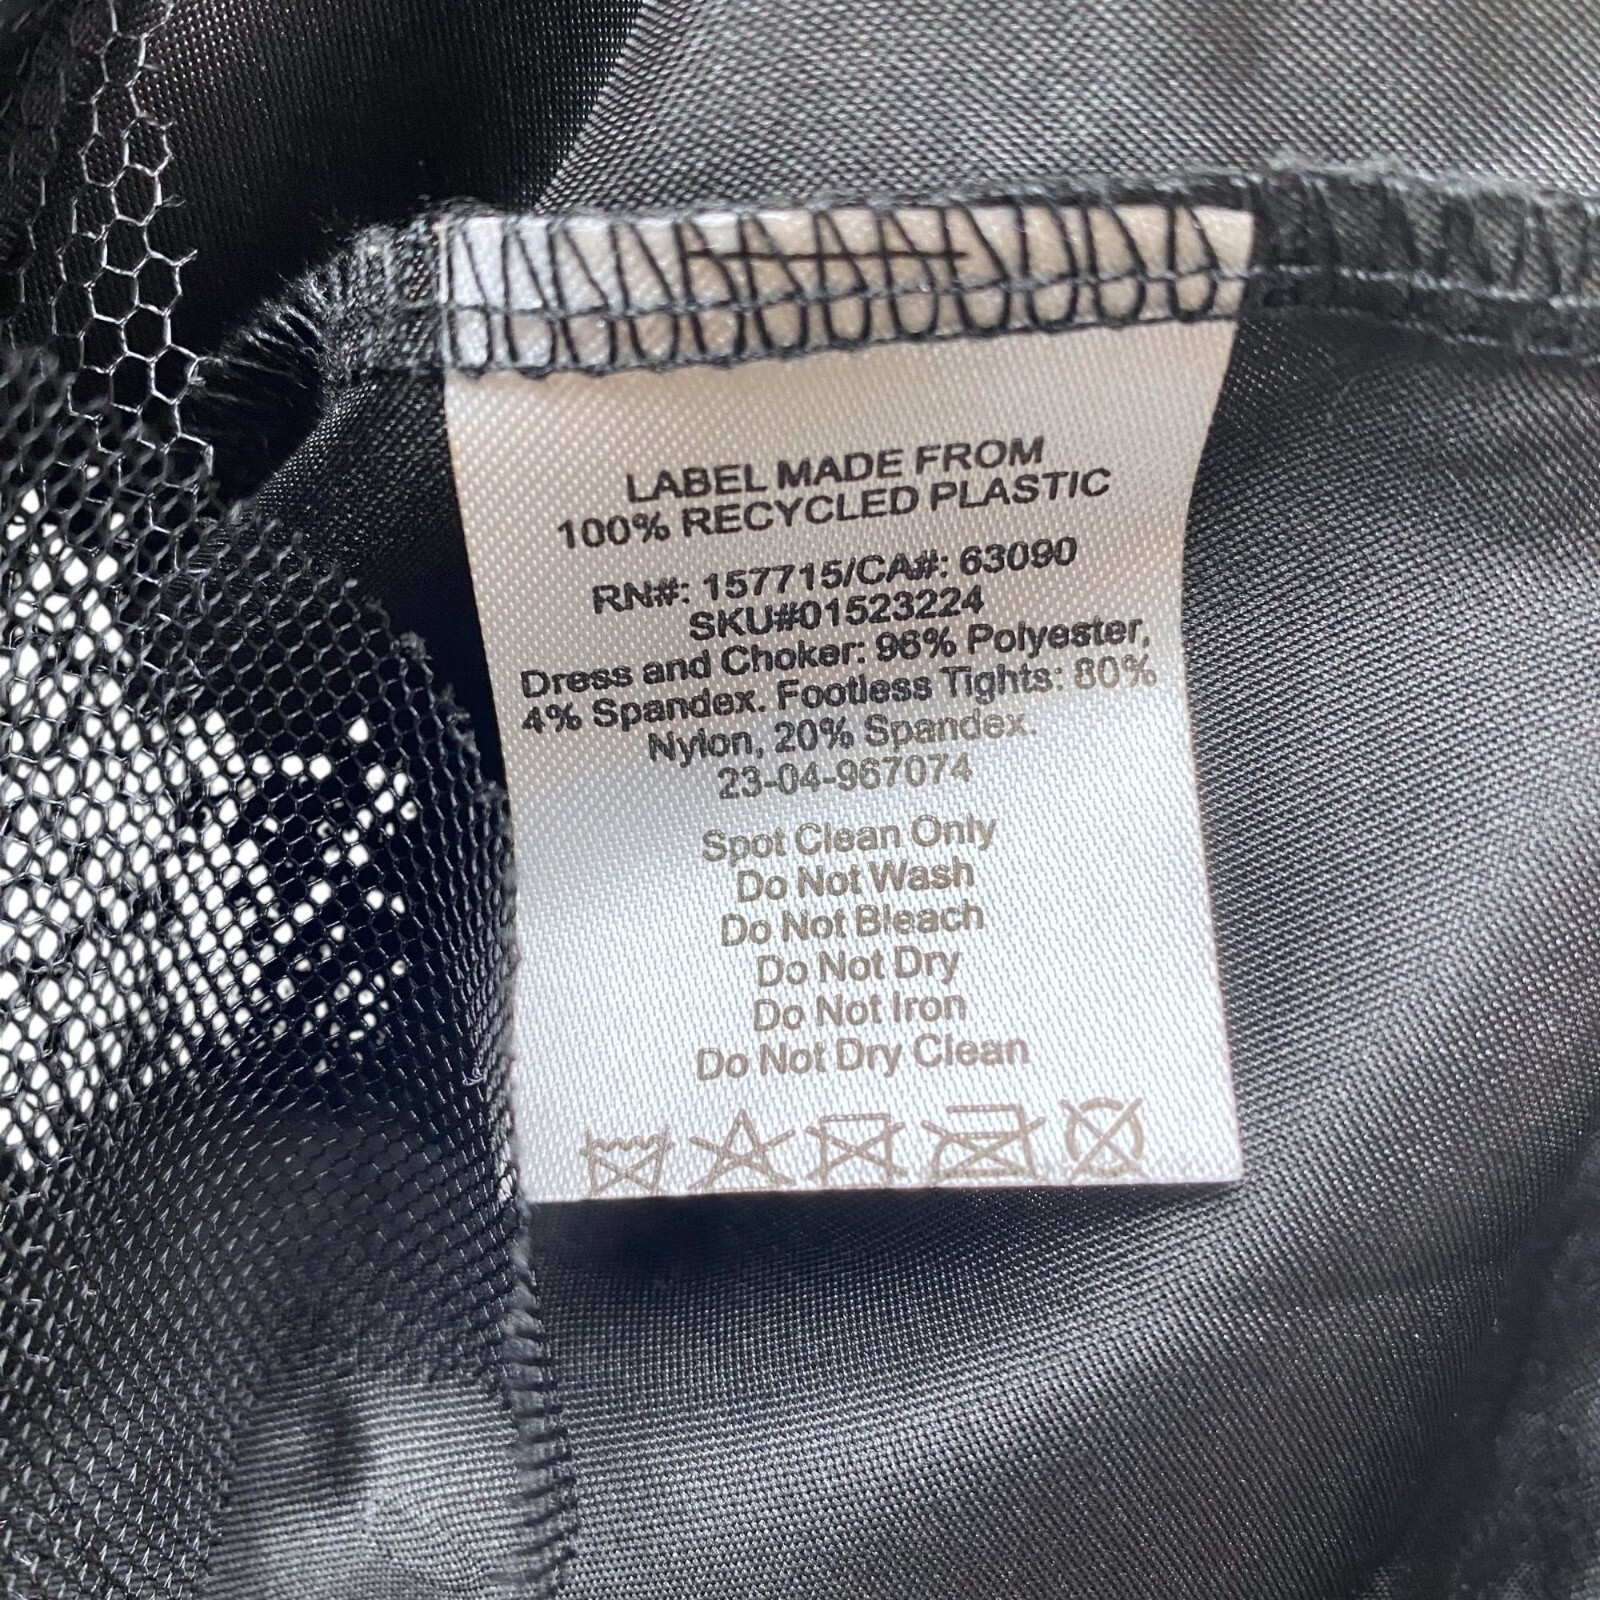 LABEL MADE FROM
100% RECYCLED PLASTIC
RN#: 157715/CA#: 63090
SKU#01523224
Dress and Choker: 96% Polyester,
4% Spandex. Footless Tights: 80%
Nylon, 20% Spandex.
23-04-967074
Spot Clean Only
Do Not Wash
Do Not Bleach
Do Not Dry
Do Not Iron
Do Not Dry Clean